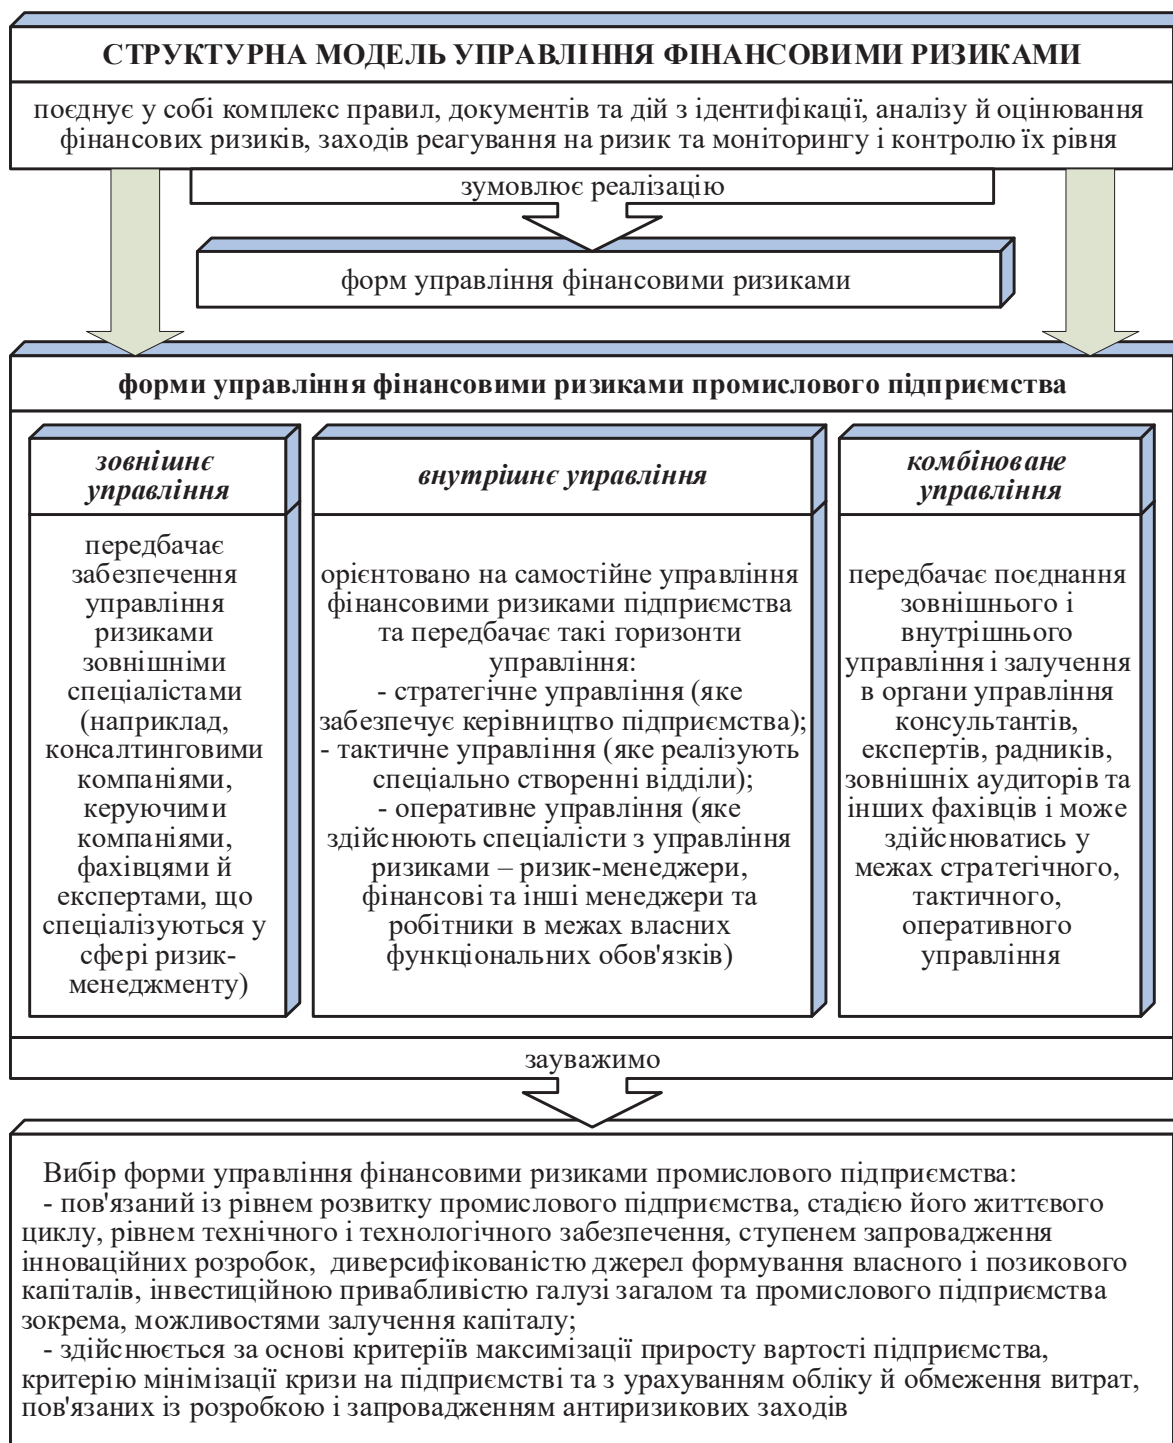 СТРУКТУРНА МОДЕЛЬ УПРАВЛІННЯ ФІНАНСОВИМИ РИЗИКАМИ
поєднує у собі комплекс правил, документів та дій з ідентифікації, аналізу й оцінювання
фінансових ризиків, заходів реагування на ризик та моніторингу і контролю їх рівня
зумовлює реалізацію
форм управління фінансовими ризиками
форми управління фінансовими ризиками промислового підприємства
зовнішнє
управління
передбачає
забезпечення
управління
ризиками
зовнішніми
спеціалістами
(наприклад,
консалтинговими
компаніями,
керуючими
компаніями,
фахівцями й
експертами, що
спеціалізуються у
сфері ризик-
менеджменту)
внутрішнє управління
орієнтовано на самостійне управління
фінансовими ризиками підприємства
та передбачає такі горизонти
управління:
- стратегічне управління (яке
забезпечує керівництво підприємства);
- тактичне управління (яке реалізують
спеціально створенні відділи);
- оперативне управління (яке
здійснюють спеціалісти з управління
ризиками – ризик-менеджери,
фінансові та інші менеджери та
робітники в межах власних
функціональних обов'язків)
комбіноване
управління
передбачає поєднання
зовнішнього і
внутрішнього
управління і залучення
в органи управління
консультантів,
експертів, радників,
зовнішніх аудиторів та
інших фахівців і може
здійснюватись у
межах стратегічного,
тактичного,
оперативного
управління
зауважимо
Вибір форми управління фінансовими ризиками промислового підприємства:
- пов'язаний із рівнем розвитку промислового підприємства, стадією його життєвого
циклу, рівнем технічного і технологічного забезпечення, ступенем запровадження
інноваційних розробок, диверсифікованістю джерел формування власного і позикового
капіталів, інвестиційною привабливістю галузі загалом та промислового підприємства
зокрема, можливостями залучення капіталу;
- здійснюється за основі критеріїв максимізації приросту вартості підприємства,
критерію мінімізації кризи на підприємстві та з урахуванням обліку й обмеження витрат,
пов'язаних із розробкою і запровадженням антиризикових заходів